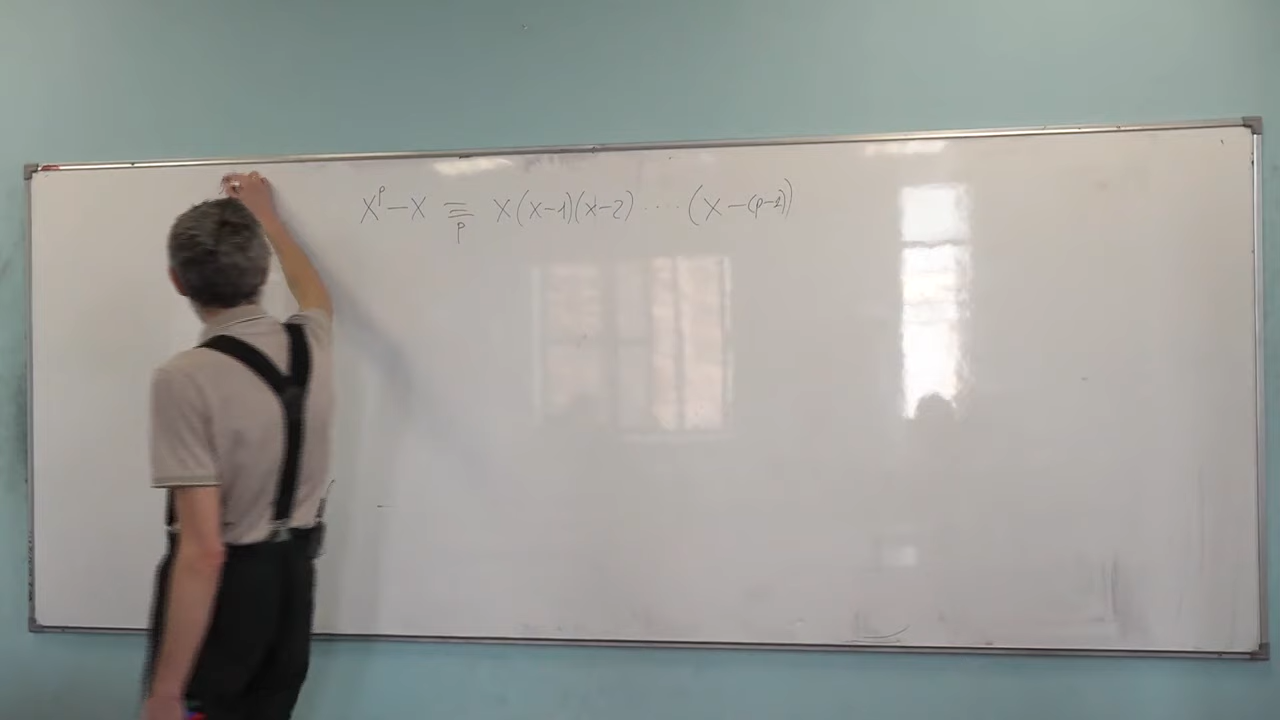 x^p − x ≡_p x(x−1)(x−2) .... (x−(p−1))